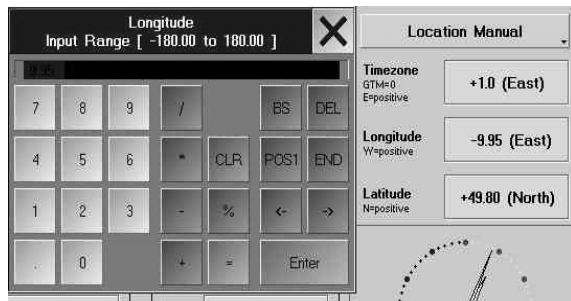 Longitude
Input Range [ -180.00 to 180.00 ]
-9.95
7 8 9 / BS DEL
4 5 6 * CLR POS1 END
1 2 3 - % <- ->
. 0 + = Enter
Location Manual
Timezone
GTM=0
E=positive
+1.0 (East)
Longitude
W=positive
-9.95 (East)
Latitude
N=positive
+49.80 (North)